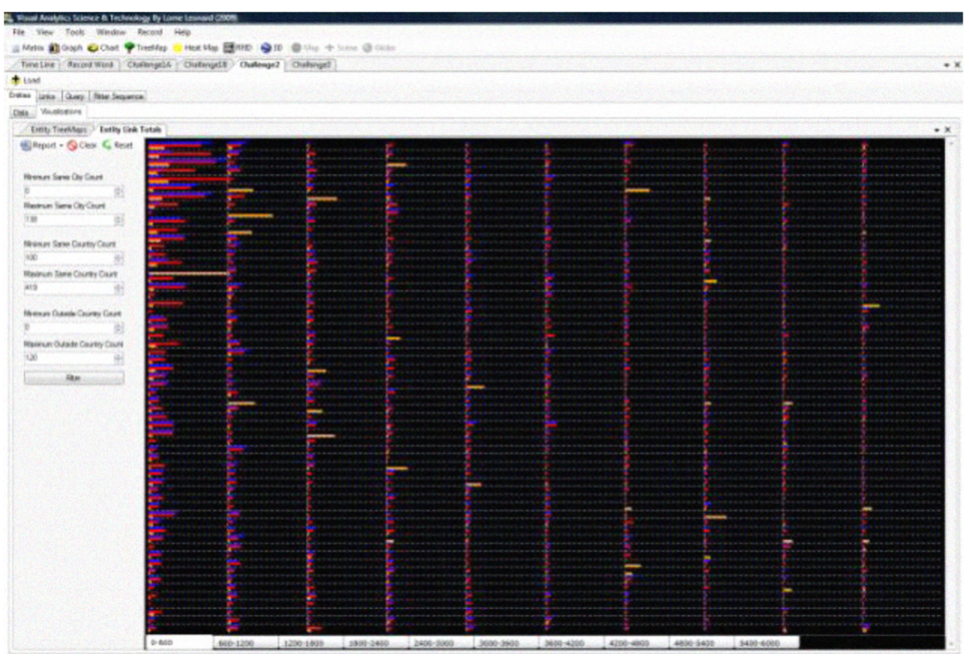 Visual Analytics Science & Technology By Lorne Leonard (2009)
File View Tools Window Record Help
Matrix Graph Chart TreeMap Heat Map RHID 3D Map Scene Globe
Time Line Record Word Challenge1A Challenge1B Challenge2 Challenge3
Load
Entities Links Query Filter Sequence
Data Visualizations
Entity TreeMaps Entity Link Totals
Report Clear Reset
Minimum Same City Count
0
Maximum Same City Count
130
Minimum Same Country Count
100
Maximum Same Country Count
410
Minimum Outside Country Count
0
Maximum Outside Country Count
120
Filter
0-600 600-1200 1200-1800 1800-2400 2400-3000 3000-3600 3600-4200 4200-4800 4800-5400 5400-6000